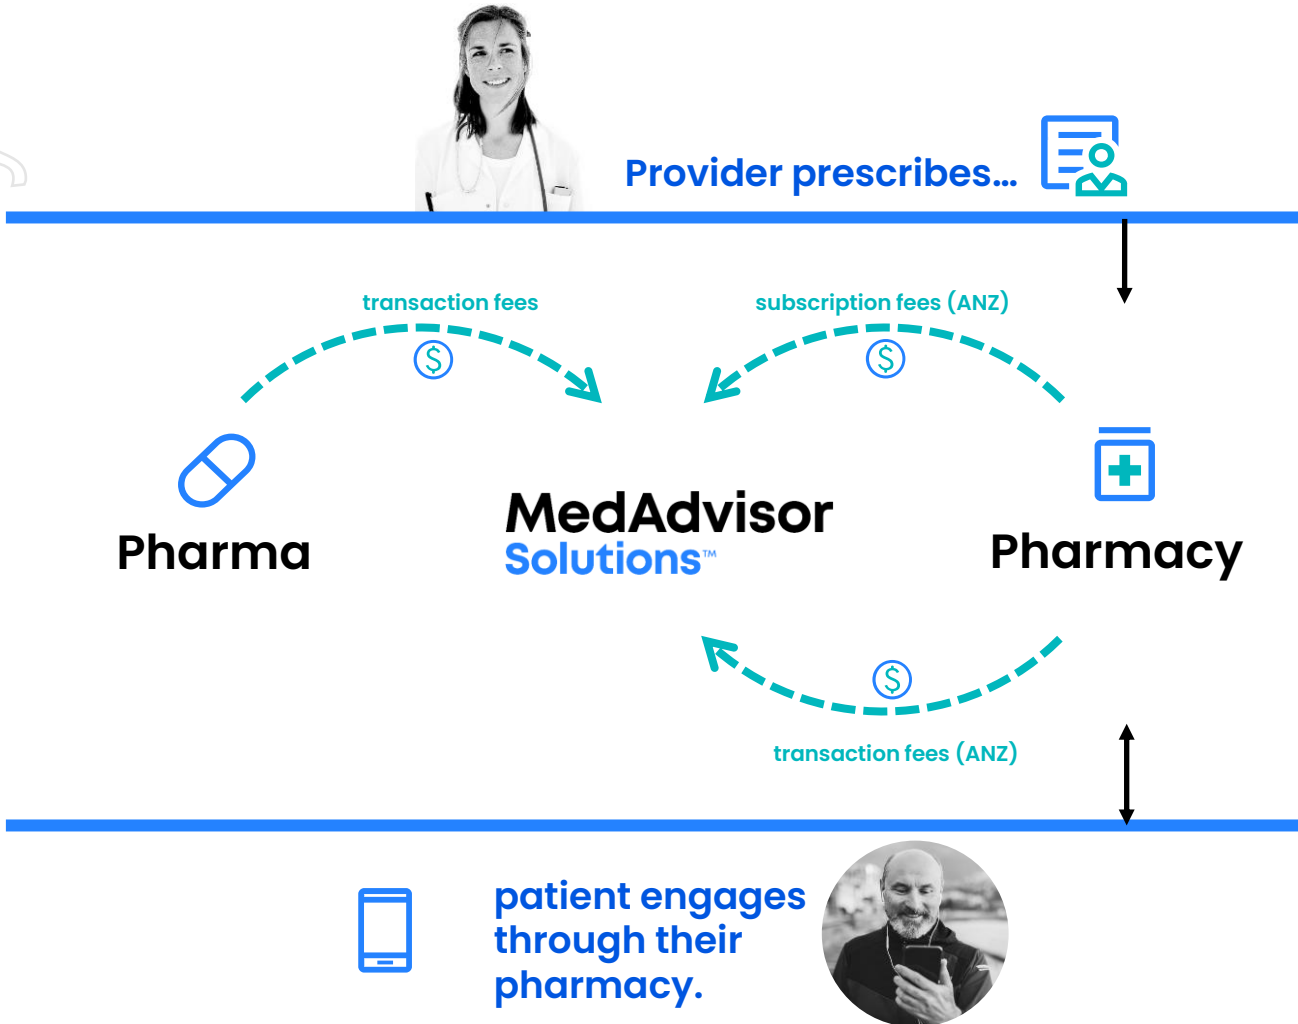 Provider prescribes...
transaction fees
subscription fees (ANZ)
Pharma
MedAdvisor
Solutions™
Pharmacy
transaction fees (ANZ)
patient engages
through their
pharmacy.